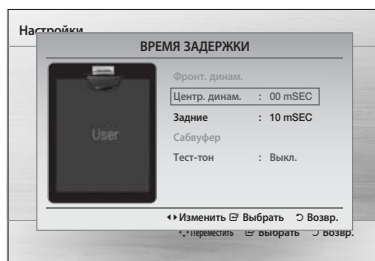 Настройки
ВРЕМЯ ЗАДЕРЖКИ
Фронт. динам.
Центр. динам. : 00 mSEC
Задние : 10 mSEC
Сабвуфер
Тест-тон : Выкл.
User
Изменить Выбрать Возвр.
Переместить Выбрать Возвр.